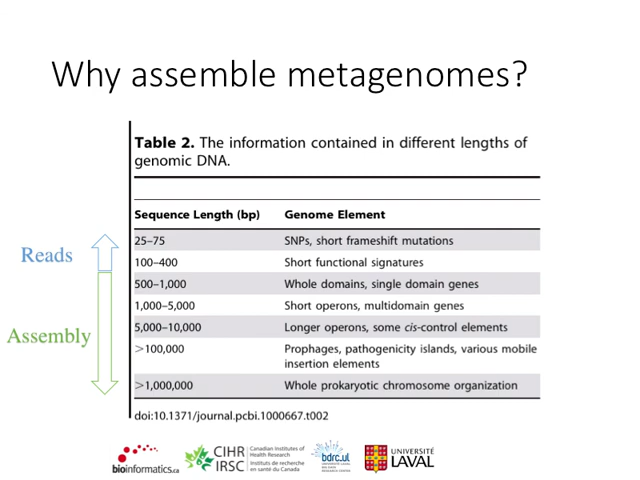 Why assemble metagenomes?
Table 2. The information contained in different lengths of
genomic DNA.
Sequence Length (bp) Genome Element
25–75 SNPs, short frameshift mutations
Reads
100–400 Short functional signatures
500–1,000 Whole domains, single domain genes
1,000–5,000 Short operons, multidomain genes
Assembly
5,000–10,000 Longer operons, some cis-control elements
>100,000 Prophages, pathogenicity islands, various mobile
insertion elements
>1,000,000 Whole prokaryotic chromosome organization
doi:10.1371/journal.pcbi.1000667.t002
bioinformatics.ca
CIHR
IRSC
Canadian Institutes of
Health Research
Instituts de recherche
en santé du Canada
bdrc.ul
UNIVERSITÉ
LAVAL